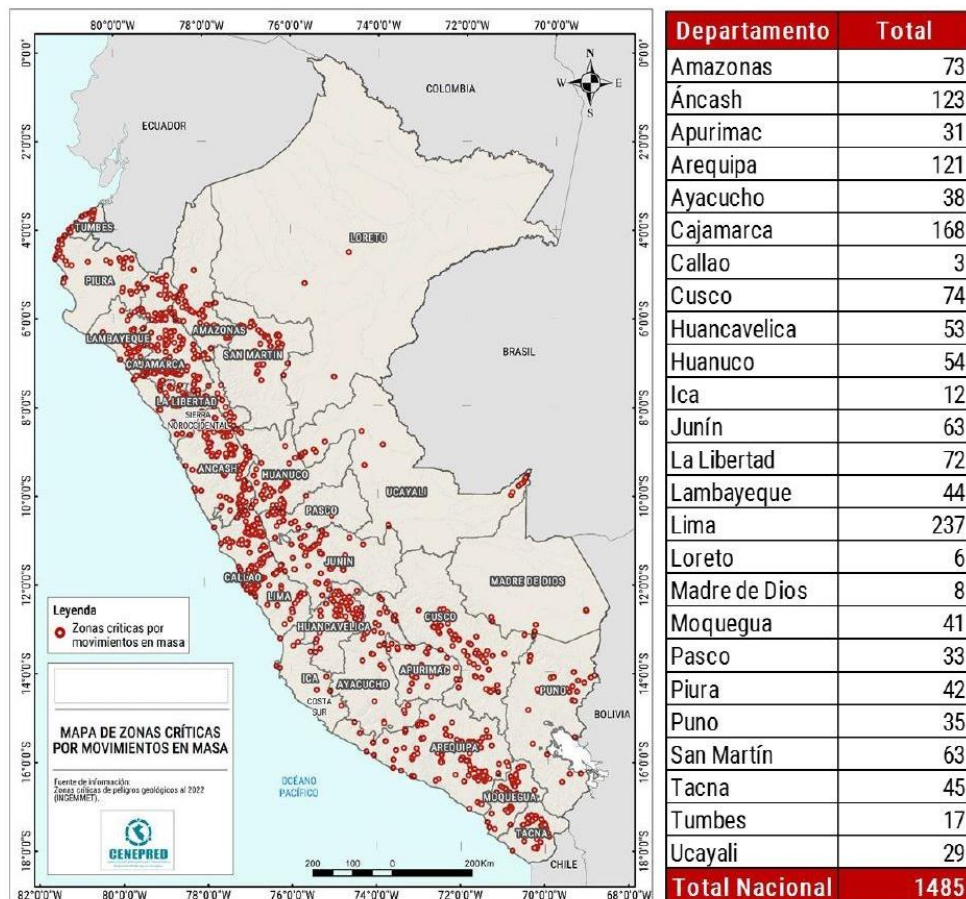 82°0'0"W
80°0'0"W
78°0'0"W
76°0'0"W
74°0'0"W
72°0'0"W
70°0'0"W
0°0'0"
2°0'0"S
4°0'0"S
6°0'0"S
8°0'0"S
10°0'0"S
12°0'0"S
14°0'0"S
16°0'0"S
18°0'0"S
N
W
E
S
COLOMBIA
ECUADOR
TUMBES
LORETO
PIURA
AMAZONAS
LAMBAYEQUE
SAN MARTIN
CAJAMARCA
BRASIL
LA LIBERTAD
SIERRA
NOROCCIDENTAL
ANCASH
HUANUCO
UCAYALI
PASCO
JUNÍN
CALLAO
MADRE DE DIOS
LIMA
CUSCO
HUANCAVELICA
APURIMAC
ICA
AYACUCHO
PUNO
COSTA
SUR
BOLIVIA
AREQUIPA
OCÉANO
PACÍFICO
MOQUEGUA
TACNA
CHILE
Leyenda
Zonas críticas por
movimientos en masa
MAPA DE ZONAS CRÍTICAS
POR MOVIMIENTOS EN MASA
Fuente de información:
Zonas críticas de peligros geológicos al 2022
(INGEMMET).
CENEPRED
200 100 0 200Km
82°0'0"W 80°0'0"W 78°0'0"W 76°0'0"W 74°0'0"W 72°0'0"W 70°0'0"W 68°0'0"W
Departamento Total
Amazonas 73
Áncash 123
Apurimac 31
Arequipa 121
Ayacucho 38
Cajamarca 168
Callao 3
Cusco 74
Huancavelica 53
Huanuco 54
Ica 12
Junín 63
La Libertad 72
Lambayeque 44
Lima 237
Loreto 6
Madre de Dios 8
Moquegua 41
Pasco 33
Piura 42
Puno 35
San Martín 63
Tacna 45
Tumbes 17
Ucayali 29
Total Nacional 1485